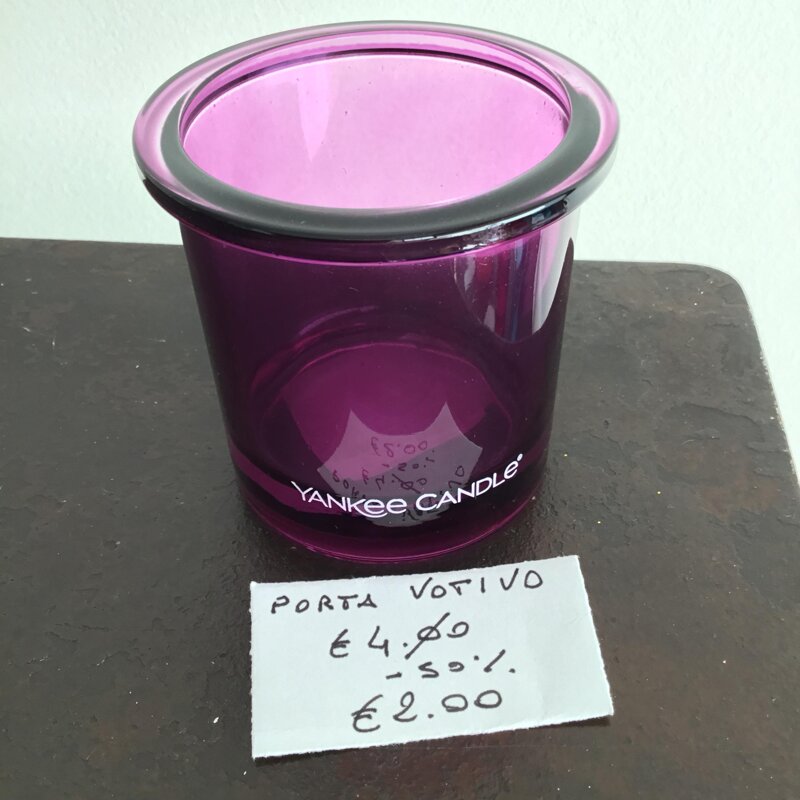 YANKEE CANDLE®
PORTA VOTIVO
€ 4.00
- 50%
€ 2.00